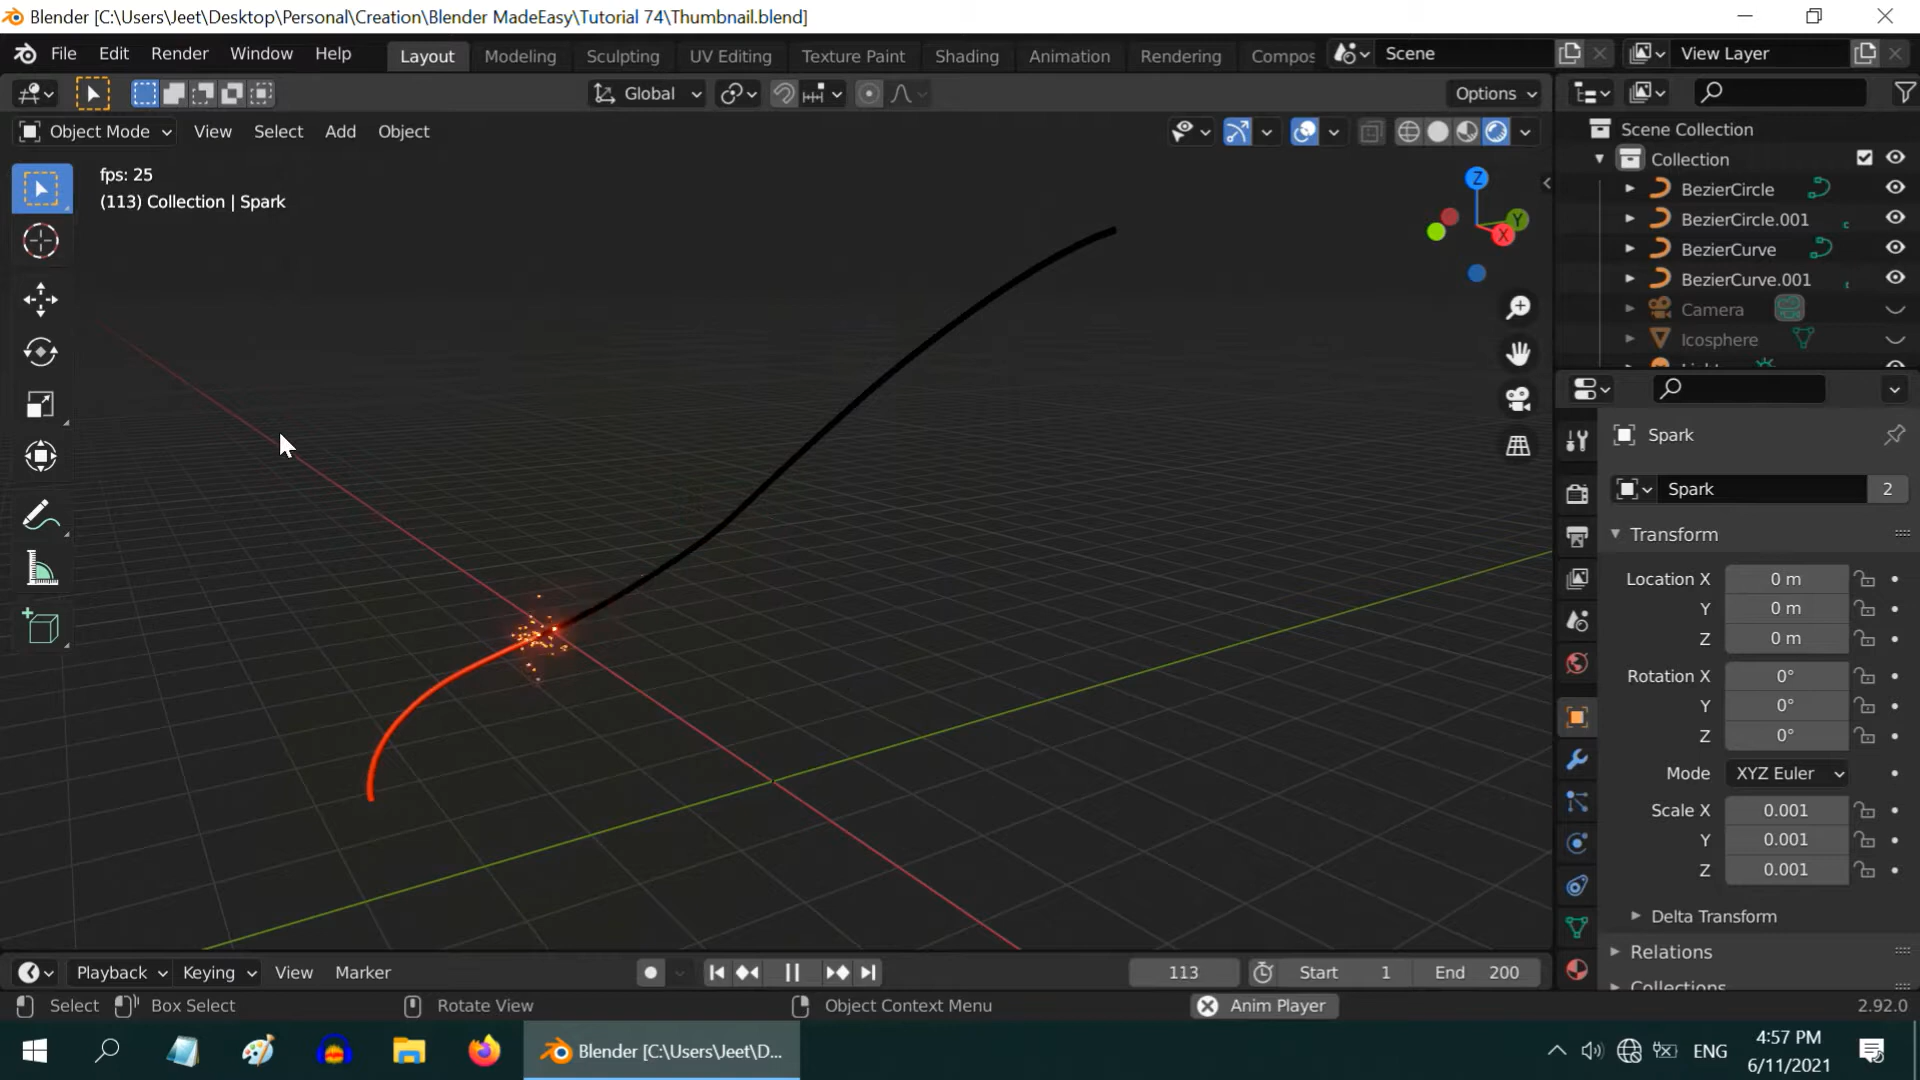 Blender [C:\Users\Jeet\Desktop\Personal\Creation\Blender MadeEasy\Tutorial 74\Thumbnail.blend]
File Edit Render Window Help Layout Modeling Sculpting UV Editing Texture Paint Shading Animation Rendering Compos Scene View Layer
Global Options
Object Mode View Select Add Object
Scene Collection
fps: 25
Collection
(113) Collection | Spark
BezierCircle
BezierCircle.001
BezierCurve
BezierCurve.001
Camera
Icosphere
Z
Y
X
Spark
Spark 2
Transform
Location X 0 m
Y 0 m
Z 0 m
Rotation X 0°
Y 0°
Z 0°
Mode XYZ Euler
Scale X 0.001
Y 0.001
Z 0.001
Delta Transform
Relations
Collections
Playback Keying View Marker 113 Start 1 End 200
Select Box Select Rotate View Object Context Menu Anim Player 2.92.0
Blender [C:\Users\Jeet\D... ENG
4:57 PM
6/11/2021